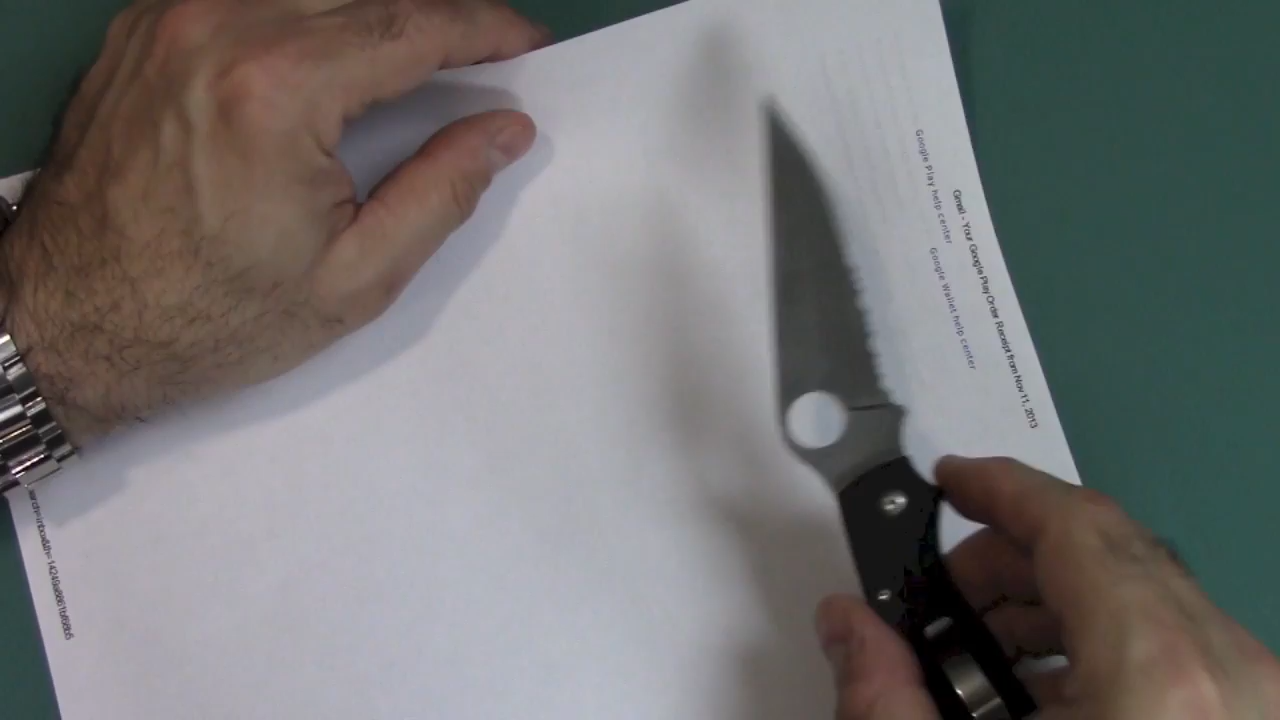 Gmail - Your Google Play Order Receipt from Nov 11, 2013
Google Play help center
Google Wallet help center